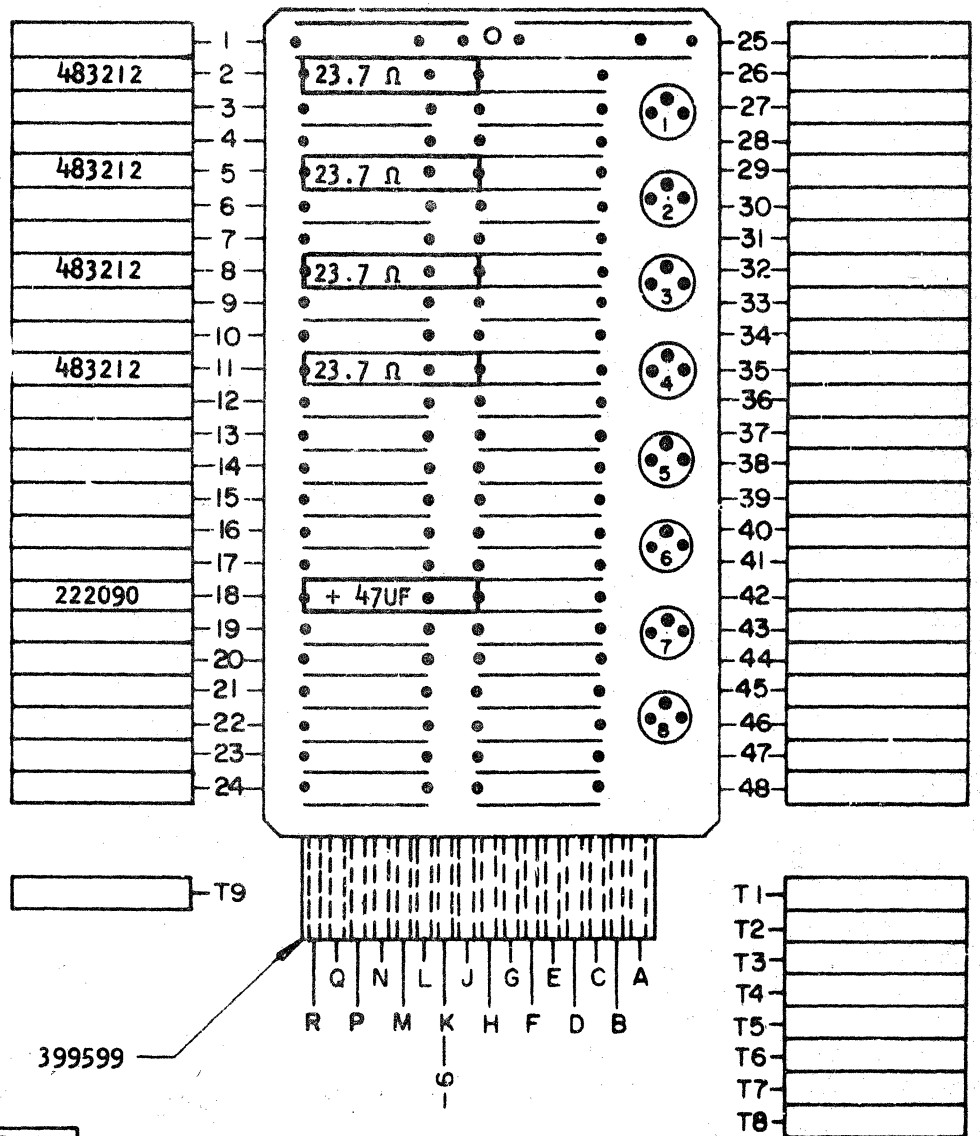 1 25
483212 2 23.7 Ω 26
3 27
1
4 28
483212 5 23.7 Ω 29
6 30
2
7 31
483212 8 23.7 Ω 32
9 3 33
10 34
483212 11 23.7 Ω 35
4
12 36
13 37
14 5 38
15 39
16 40
6
17 41
222090 18 + 47UF 42
19 43
7
20 44
21 45
22 46
8
23 47
24 48
T9 T1
T2
Q N L J G E C A T3
T4
R P M K H F D B T5
399599 T6
-6 T7
T8